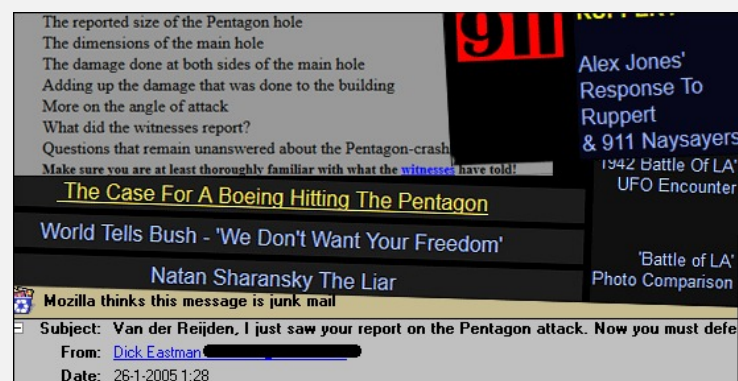 The reported size of the Pentagon hole
The dimensions of the main hole
The damage done at both sides of the main hole
Adding up the damage that was done to the building
More on the angle of attack
What did the witnesses report?
Questions that remain unanswered about the Pentagon-crash
Make sure you are at least thoroughly familiar with what the witnesses have told!
911
RUPPERT
Alex Jones'
Response To
Ruppert
& 911 Naysayers
1942 Battle Of LA'
UFO Encounter
'Battle of LA'
Photo Comparison
The Case For A Boeing Hitting The Pentagon
World Tells Bush - 'We Don't Want Your Freedom'
Natan Sharansky The Liar
Mozilla thinks this message is junk mail
Subject: Van der Reijden, I just saw your report on the Pentagon attack. Now you must defe
From: Dick Eastman
Date: 26-1-2005 1:28